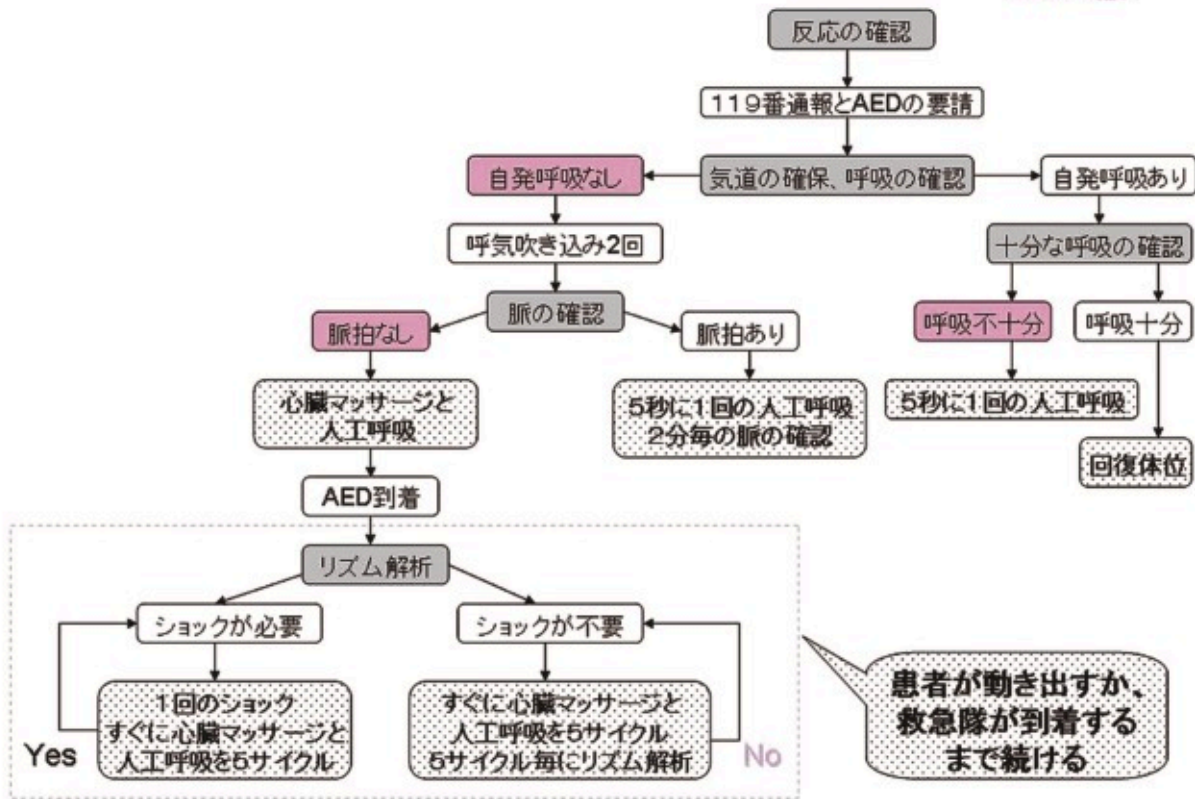 反応の確認
119番通報とAEDの要請
自発呼吸なし
気道の確保、呼吸の確認
自発呼吸あり
呼気吹き込み2回
十分な呼吸の確認
脈の確認
脈拍なし
脈拍あり
呼吸不十分
呼吸十分
心臓マッサージと
人工呼吸
5秒に1回の人工呼吸
2分毎の脈の確認
5秒に1回の人工呼吸
回復体位
AED到着
リズム解析
ショックが必要
ショックが不要
1回のショック
すぐに心臓マッサージと
人工呼吸を5サイクル
Yes
すぐに心臓マッサージと
人工呼吸を5サイクル
5サイクル毎にリズム解析
No
患者が動き出すか、
救急隊が到着する
まで続ける